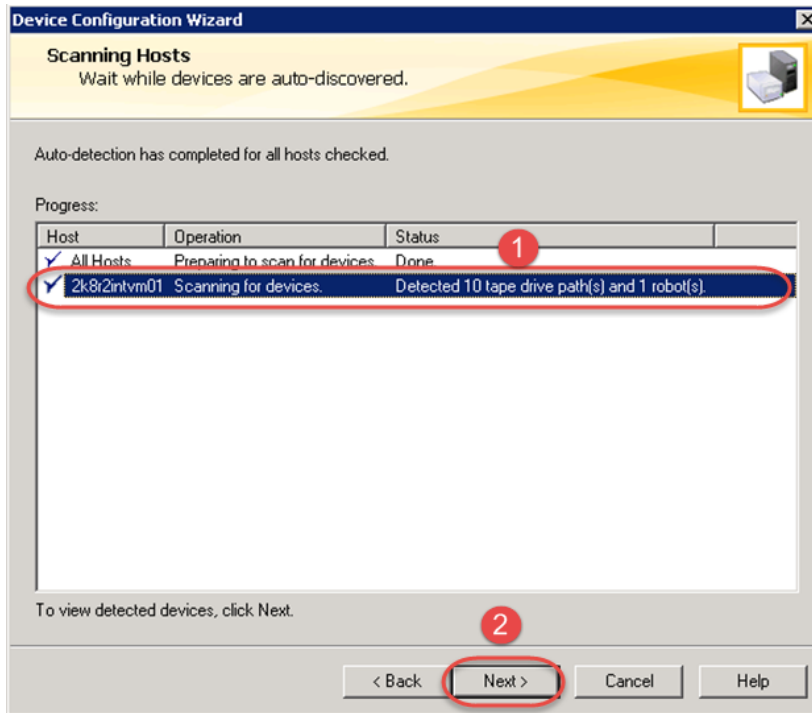 Device Configuration Wizard
Scanning Hosts
Wait while devices are auto-discovered.
Auto-detection has completed for all hosts checked.
Progress:
Host Operation Status
1
All Hosts Preparing to scan for devices Done.
2k8r2intvm01 Scanning for devices. Detected 10 tape drive path(s) and 1 robot(s).
To view detected devices, click Next.
2
< Back Next > Cancel Help